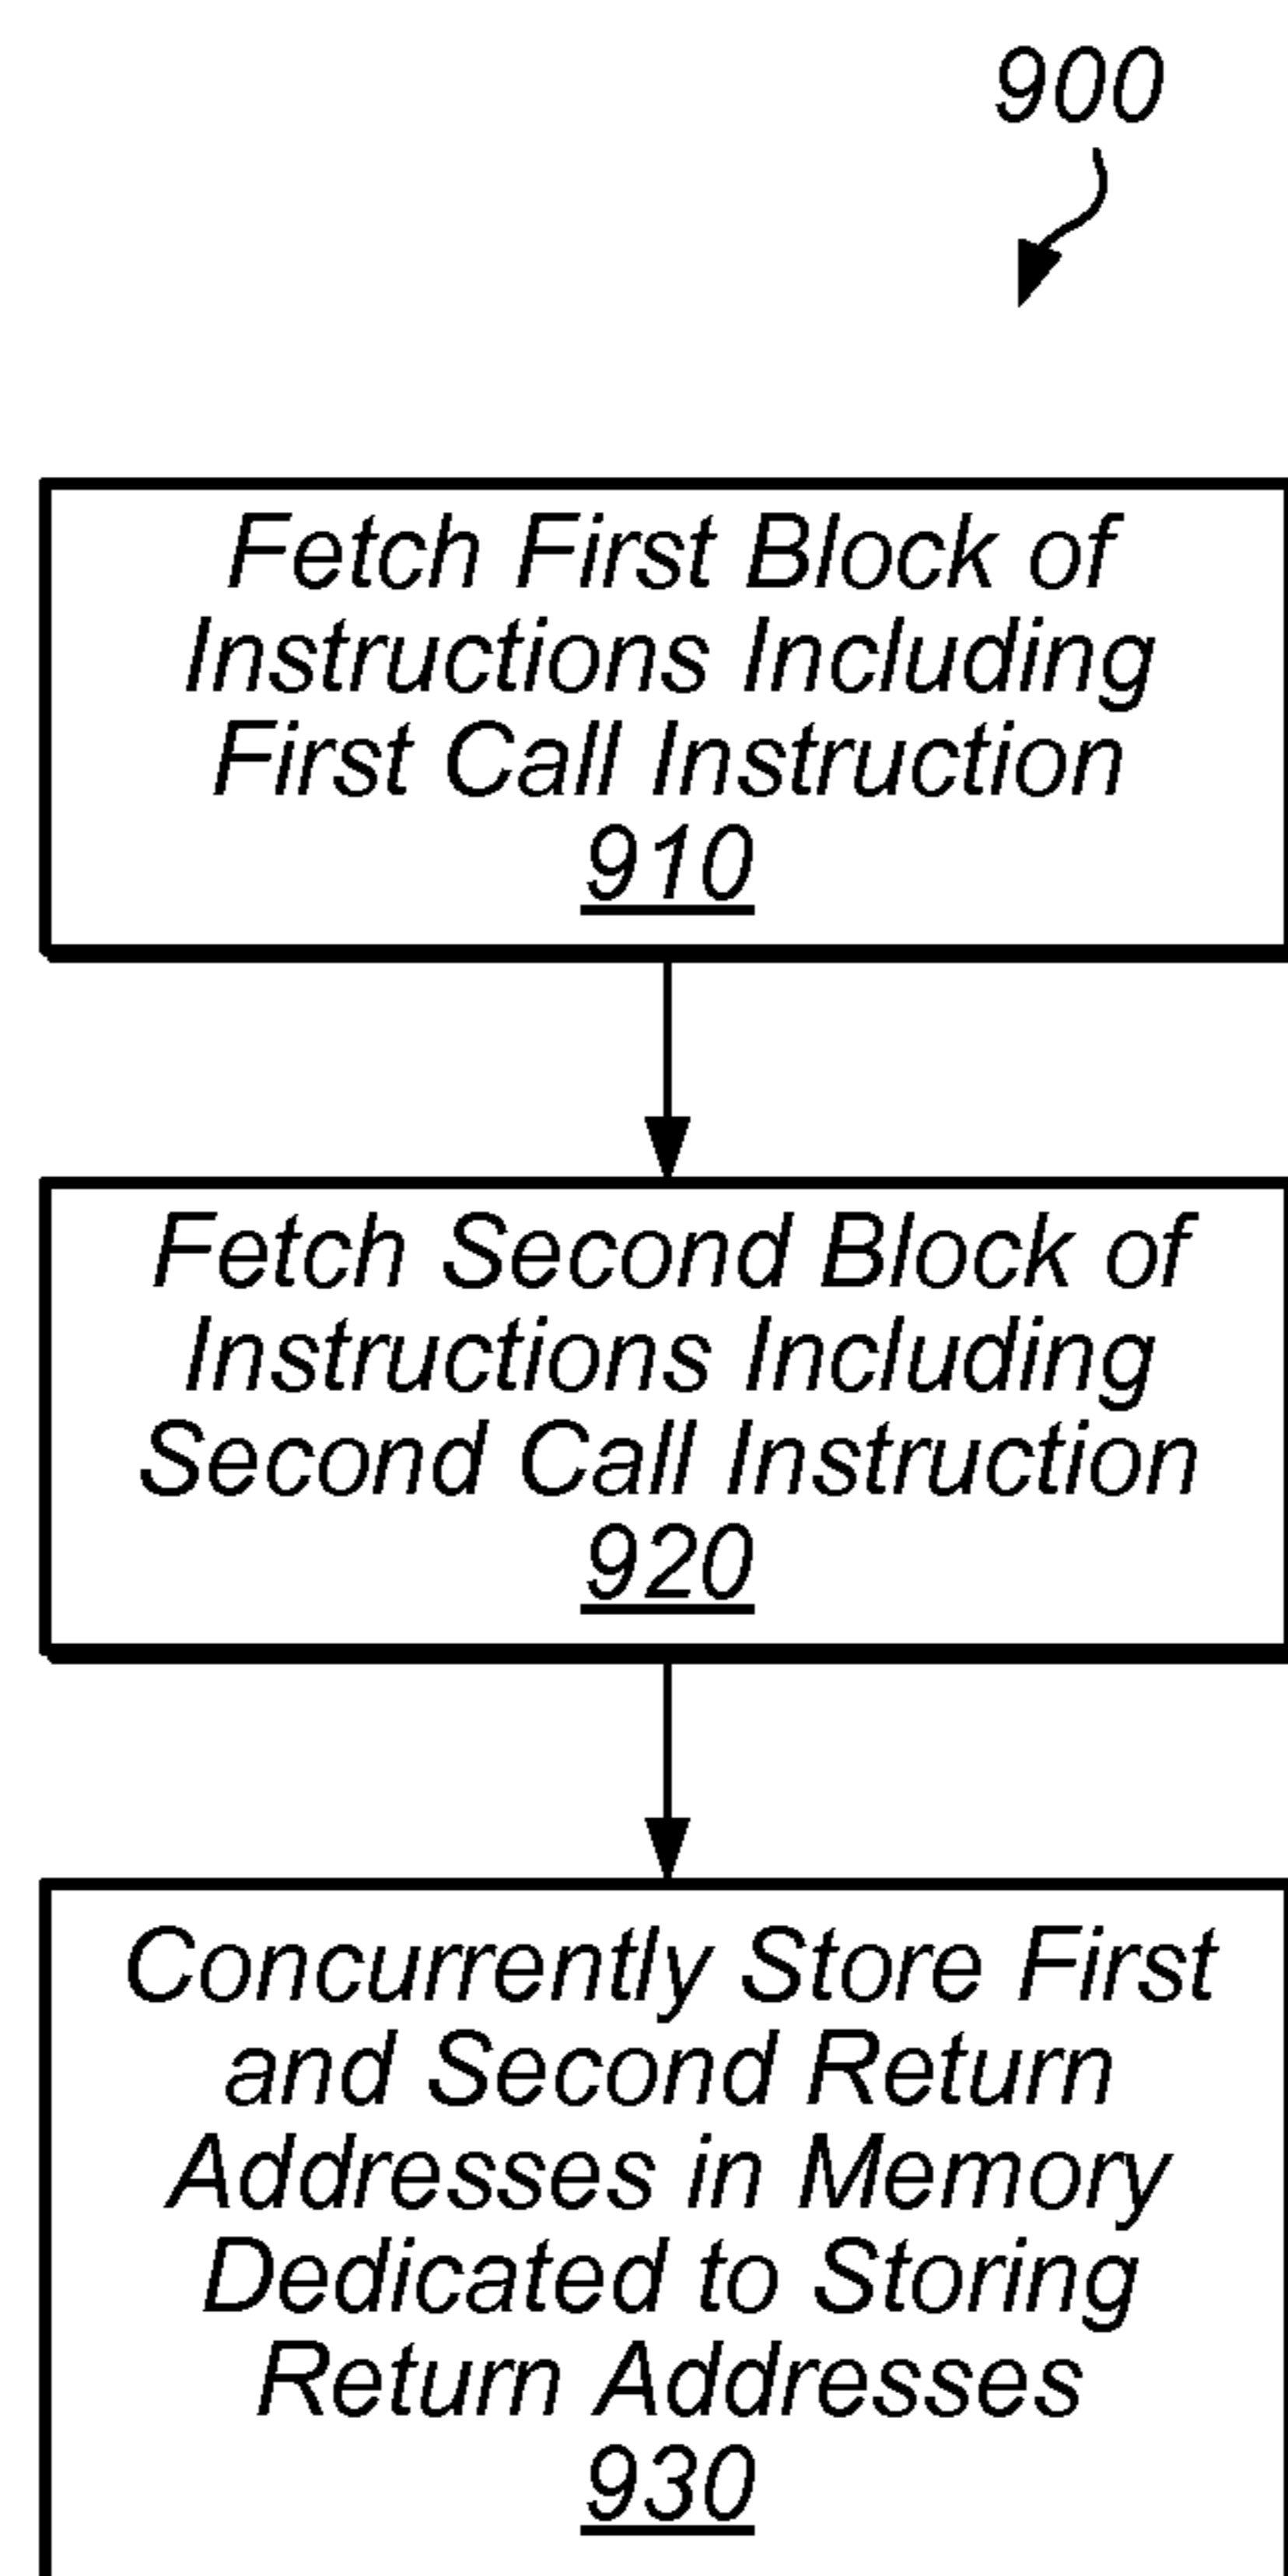 900
Fetch First Block of
Instructions Including
First Call Instruction
910
Fetch Second Block of
Instructions Including
Second Call Instruction
920
Concurrently Store First
and Second Return
Addresses in Memory
Dedicated to Storing
Return Addresses
930